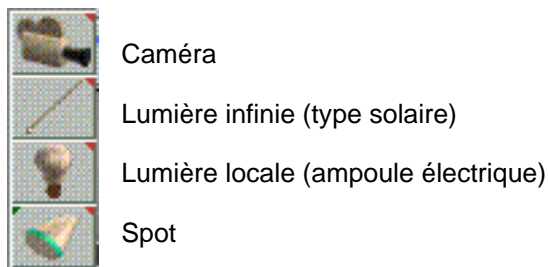 Caméra
Lumière infinie (type solaire)
Lumière locale (ampoule électrique)
Spot